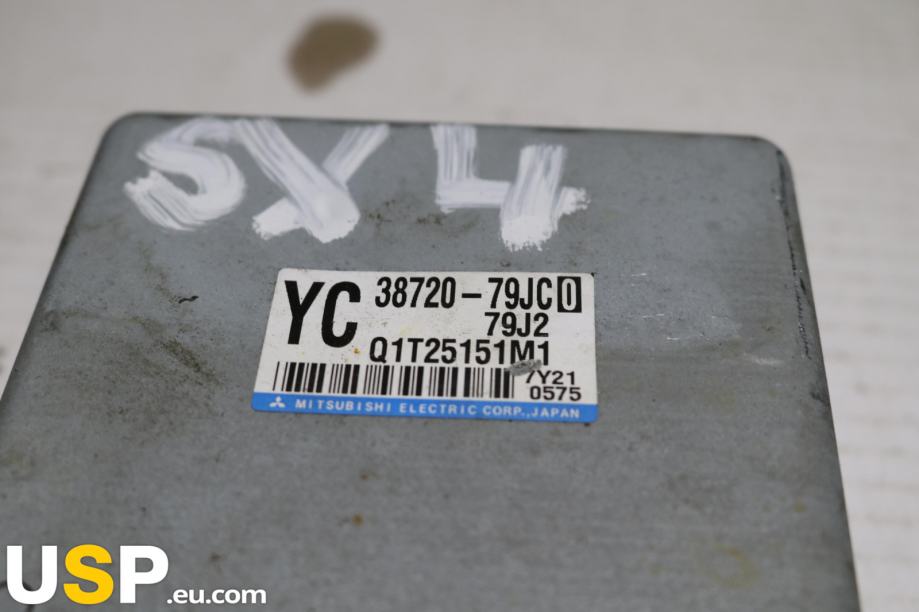 SX4
YC 38720-79JC0
79J2
Q1T25151M1
7Y21
0575
MITSUBISHI ELECTRIC CORP., JAPAN
USP.eu.com